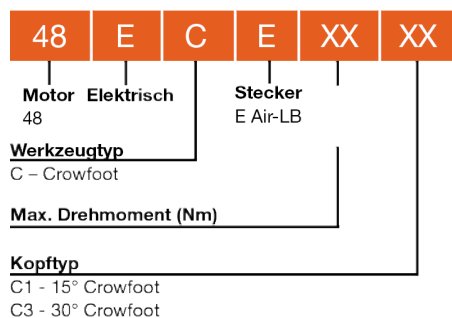 48 E C E XX XX
Motor Elektrisch Stecker
48 E Air-LB
Werkzeugtyp
C – Crowfoot
Max. Drehmoment (Nm)
Kopftyp
C1 - 15° Crowfoot
C3 - 30° Crowfoot